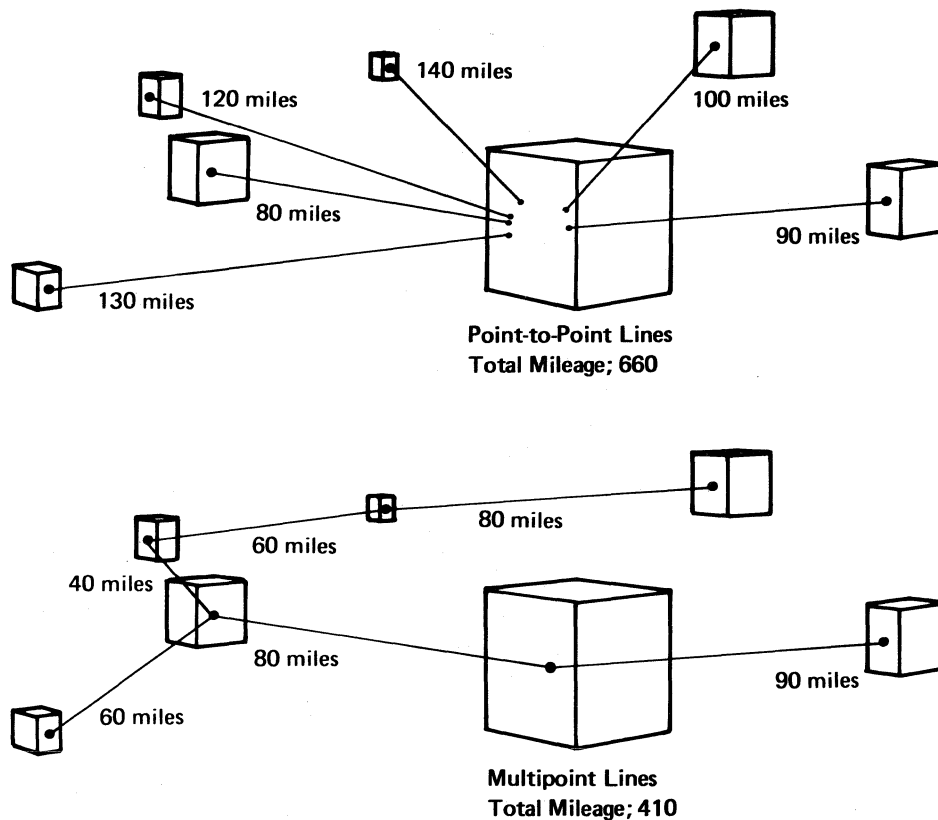 140 miles
120 miles
100 miles
80 miles
90 miles
130 miles
Point-to-Point Lines
Total Mileage; 660
80 miles
60 miles
40 miles
80 miles
90 miles
60 miles
Multipoint Lines
Total Mileage; 410